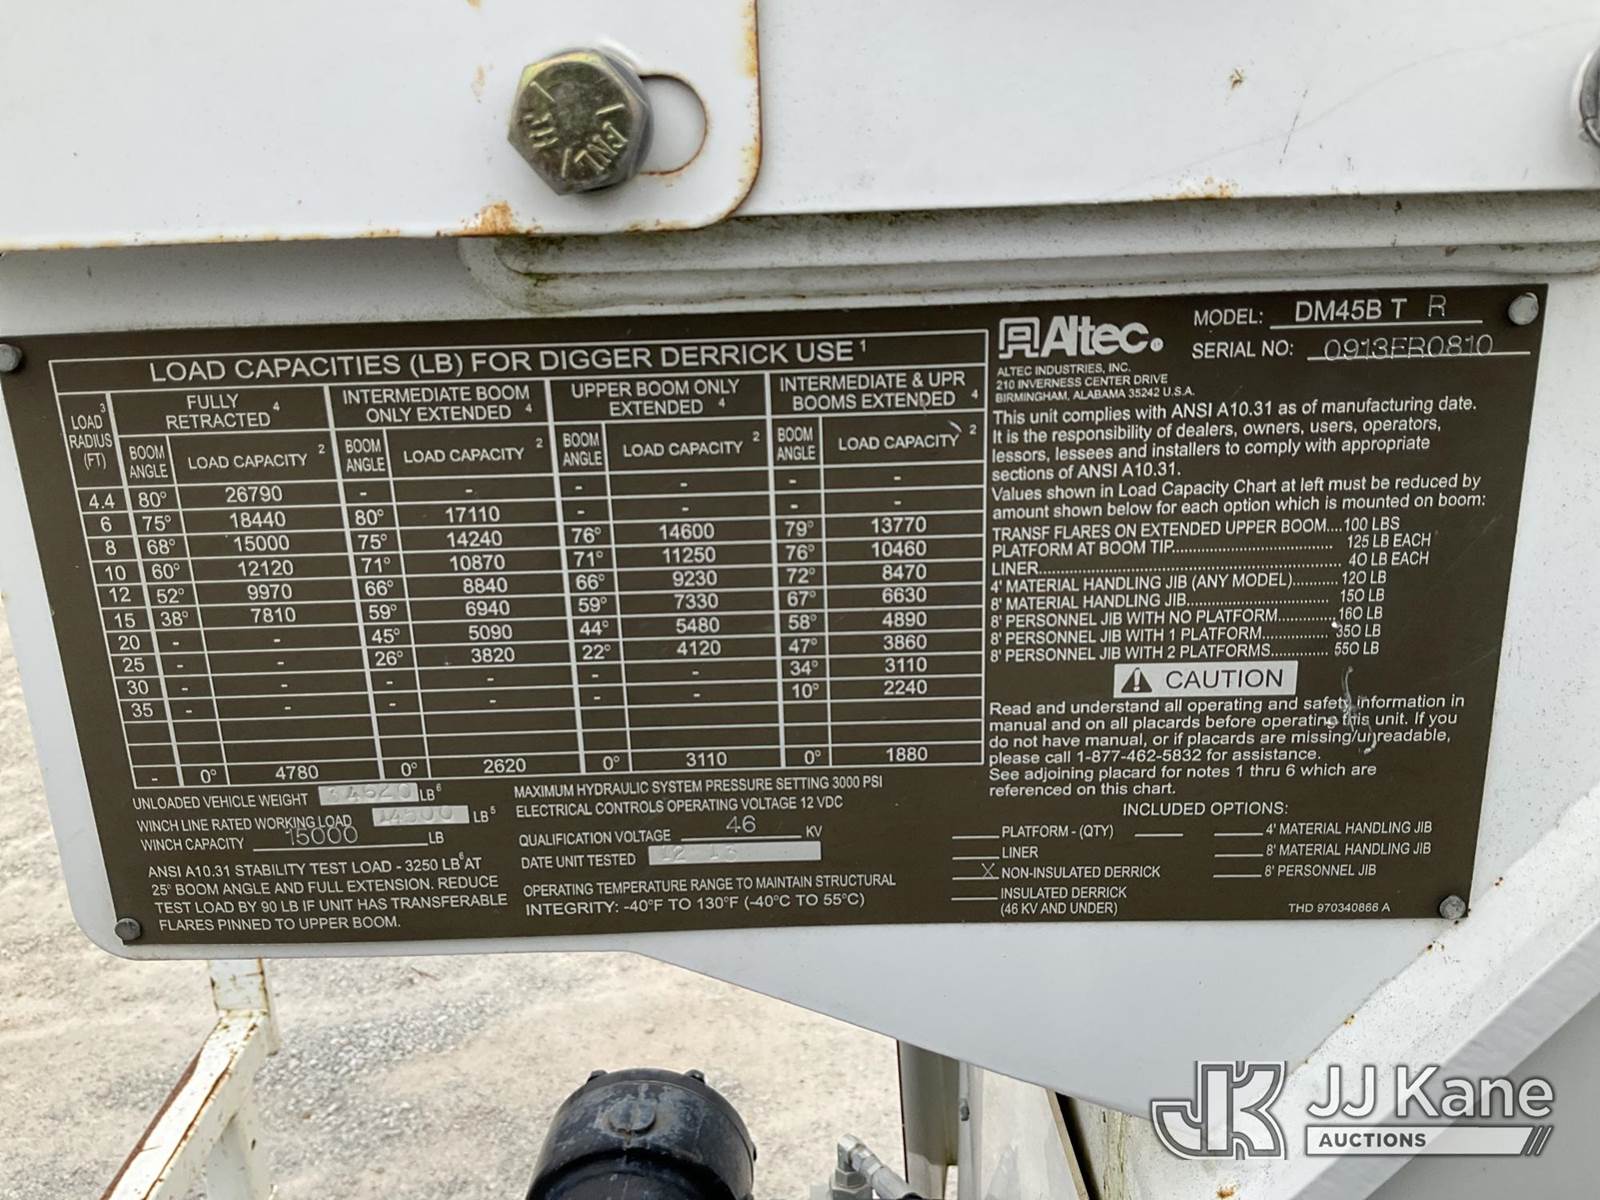 JNL
HR
LOAD CAPACITIES (LB) FOR DIGGER DERRICK USE 1
LOAD 3 RADIUS (FT)
FULLY RETRACTED 4
INTERMEDIATE BOOM ONLY EXTENDED 4
UPPER BOOM ONLY EXTENDED 4
INTERMEDIATE & UPR BOOMS EXTENDED 4
BOOM ANGLE LOAD CAPACITY 2 BOOM ANGLE LOAD CAPACITY 2 BOOM ANGLE LOAD CAPACITY 2 BOOM ANGLE LOAD CAPACITY 2
4.4 80° 26790 - - - - - -
6 75° 18440 80° 17110 - - - -
8 68° 15000 75° 14240 76° 14600 79° 13770
10 60° 12120 71° 10870 71° 11250 76° 10460
12 52° 9970 66° 8840 66° 9230 72° 8470
15 38° 7810 59° 6940 59° 7330 67° 6630
20 - - 45° 5090 44° 5480 58° 4890
25 - - 26° 3820 22° 4120 47° 3860
30 - - - - - - 34° 3110
35 - - - - - - 10° 2240
- 0° 4780 0° 2620 0° 3110 0° 1880
UNLOADED VEHICLE WEIGHT LB 6
WINCH LINE RATED WORKING LOAD LB 5
WINCH CAPACITY 15000 LB
ANSI A10.31 STABILITY TEST LOAD - 3250 LB 6 AT
25° BOOM ANGLE AND FULL EXTENSION. REDUCE
TEST LOAD BY 90 LB IF UNIT HAS TRANSFERABLE
FLARES PINNED TO UPPER BOOM.
MAXIMUM HYDRAULIC SYSTEM PRESSURE SETTING 3000 PSI
ELECTRICAL CONTROLS OPERATING VOLTAGE 12 VDC
QUALIFICATION VOLTAGE 46 KV
DATE UNIT TESTED 12 13
OPERATING TEMPERATURE RANGE TO MAINTAIN STRUCTURAL
INTEGRITY: -40°F TO 130°F (-40°C TO 55°C)
Altec.
MODEL: DM45B T R
SERIAL NO: 0913FR0810
ALTEC INDUSTRIES, INC.
210 INVERNESS CENTER DRIVE
BIRMINGHAM, ALABAMA 35242 U.S.A.
This unit complies with ANSI A10.31 as of manufacturing date.
It is the responsibility of dealers, owners, users, operators,
lessors, lessees and installers to comply with appropriate
sections of ANSI A10.31.
Values shown in Load Capacity Chart at left must be reduced by
amount shown below for each option which is mounted on boom:
TRANSF FLARES ON EXTENDED UPPER BOOM....100 LBS
PLATFORM AT BOOM TIP.................................. 125 LB EACH
LINER................................................................ 40 LB EACH
4' MATERIAL HANDLING JIB (ANY MODEL).......... 120 LB
8' MATERIAL HANDLING JIB................................ 150 LB
8' PERSONNEL JIB WITH NO PLATFORM............. 160 LB
8' PERSONNEL JIB WITH 1 PLATFORM............... 350 LB
8' PERSONNEL JIB WITH 2 PLATFORMS............. 550 LB
CAUTION
Read and understand all operating and safety information in
manual and on all placards before operating this unit. If you
do not have manual, or if placards are missing/unreadable,
please call 1-877-462-5832 for assistance.
See adjoining placard for notes 1 thru 6 which are
referenced on this chart.
INCLUDED OPTIONS:
PLATFORM - (QTY)
LINER
X NON-INSULATED DERRICK
INSULATED DERRICK
(46 KV AND UNDER)
4' MATERIAL HANDLING JIB
8' MATERIAL HANDLING JIB
8' PERSONNEL JIB
THD 970340866 A
JK JJ Kane
AUCTIONS